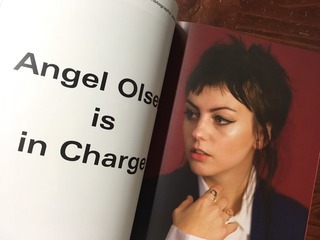 Angel Olse
is
in Charge